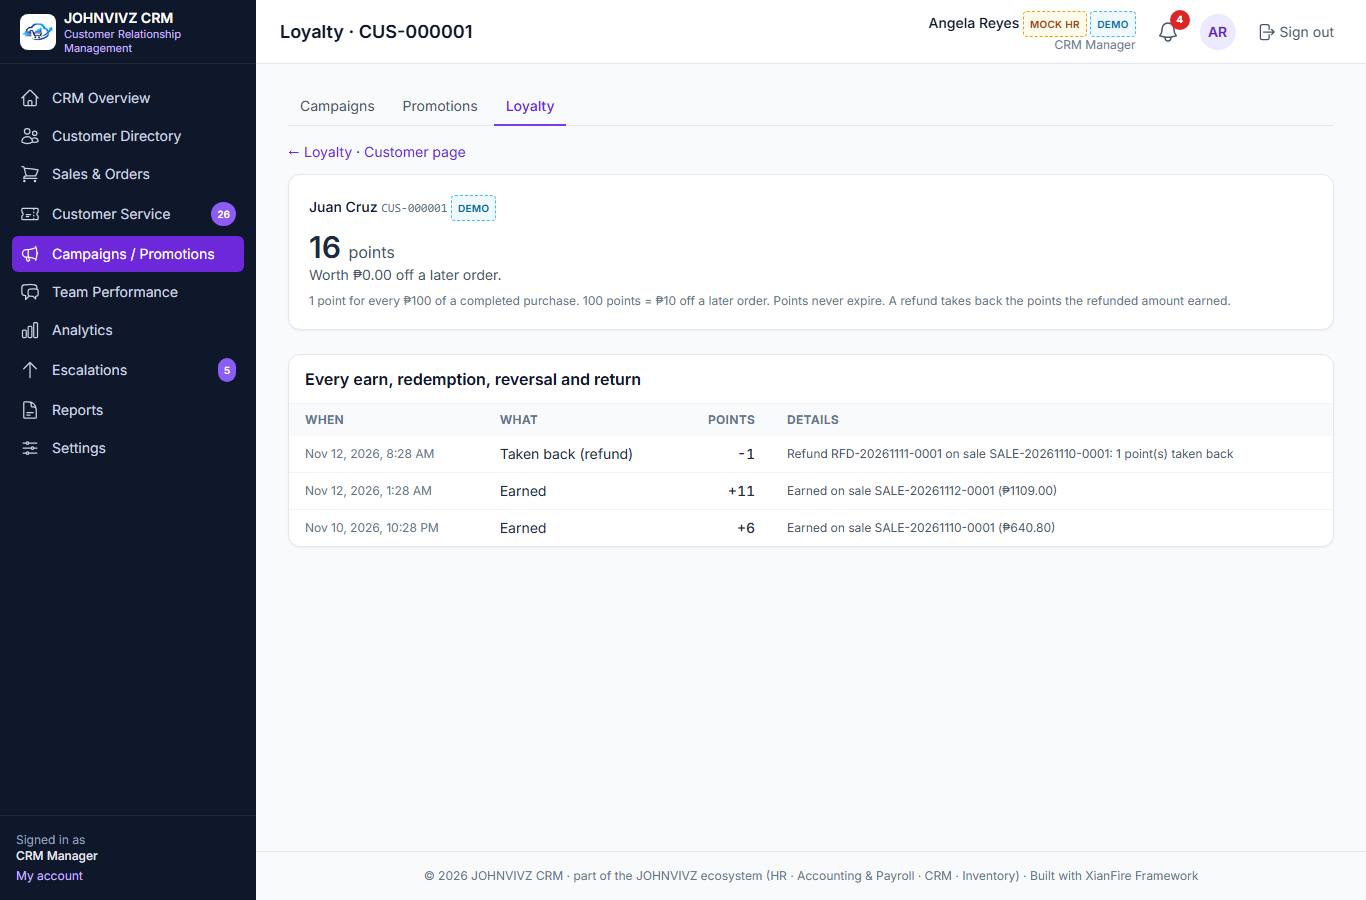 JOHNVIVZ CRM
Customer Relationship
Management
CRM Overview
Customer Directory
Sales & Orders
Customer Service
26
Campaigns / Promotions
Team Performance
Analytics
Escalations
5
Reports
Settings
Signed in as
CRM Manager
My account
Loyalty · CUS-000001
Angela Reyes MOCK HR DEMO
CRM Manager
4
AR
Sign out
Campaigns Promotions Loyalty
← Loyalty · Customer page
Juan Cruz CUS-000001 DEMO
16 points
Worth ₱0.00 off a later order.
1 point for every ₱100 of a completed purchase. 100 points = ₱10 off a later order. Points never expire. A refund takes back the points the refunded amount earned.
Every earn, redemption, reversal and return
WHEN WHAT POINTS DETAILS
Nov 12, 2026, 8:28 AM Taken back (refund) -1 Refund RFD-20261111-0001 on sale SALE-20261110-0001: 1 point(s) taken back
Nov 12, 2026, 1:28 AM Earned +11 Earned on sale SALE-20261112-0001 (₱1109.00)
Nov 10, 2026, 10:28 PM Earned +6 Earned on sale SALE-20261110-0001 (₱640.80)
© 2026 JOHNVIVZ CRM · part of the JOHNVIVZ ecosystem (HR · Accounting & Payroll · CRM · Inventory) · Built with XianFire Framework